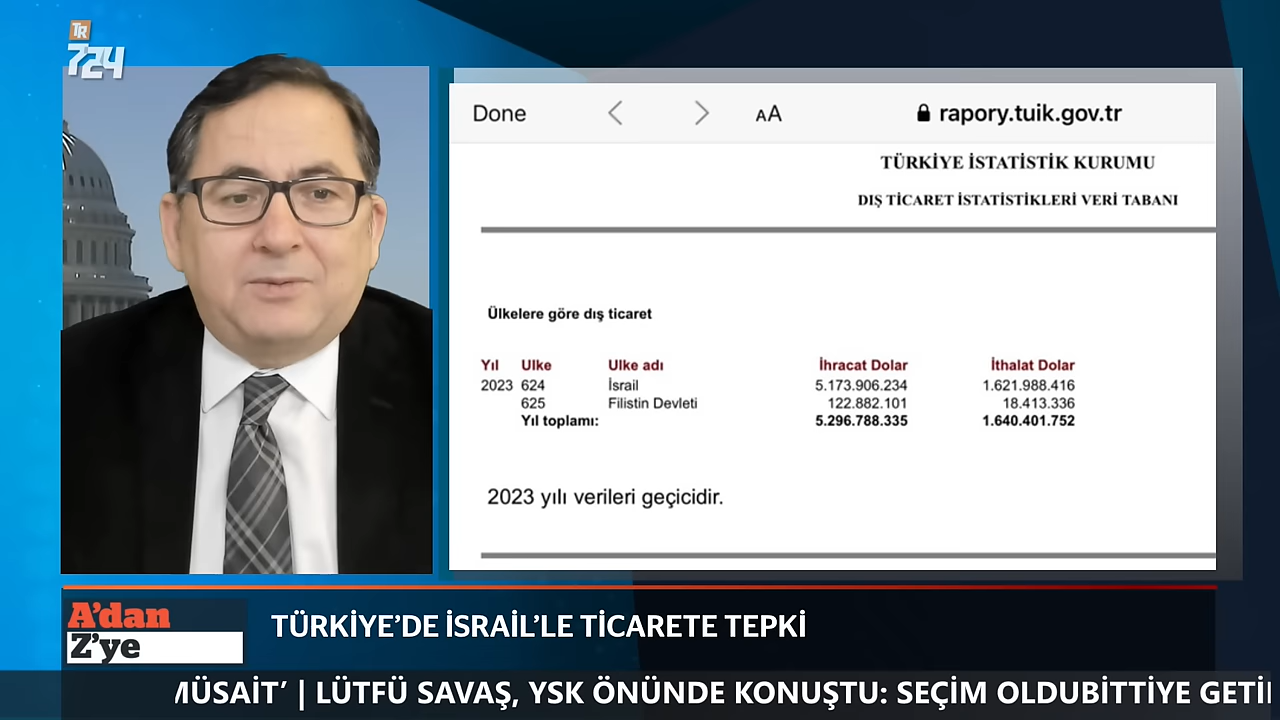 TR
724
Done
AA
rapory.tuik.gov.tr
TÜRKİYE İSTATİSTİK KURUMU
DIŞ TİCARET İSTATİSTİKLERİ VERİ TABANI
Ülkelere göre dış ticaret
Yıl Ulke Ulke adı İhracat Dolar İthalat Dolar
2023 624 İsrail 5.173.906.234 1.621.988.416
625 Filistin Devleti 122.882.101 18.413.336
Yıl toplamı: 5.296.788.335 1.640.401.752
2023 yılı verileri geçicidir.
A'dan
Z'ye
TÜRKİYE'DE İSRAİL'LE TİCARETE TEPKİ
MÜSAİT' | LÜTFÜ SAVAŞ, YSK ÖNÜNDE KONUŞTU: SEÇİM OLDUBİTTİYE